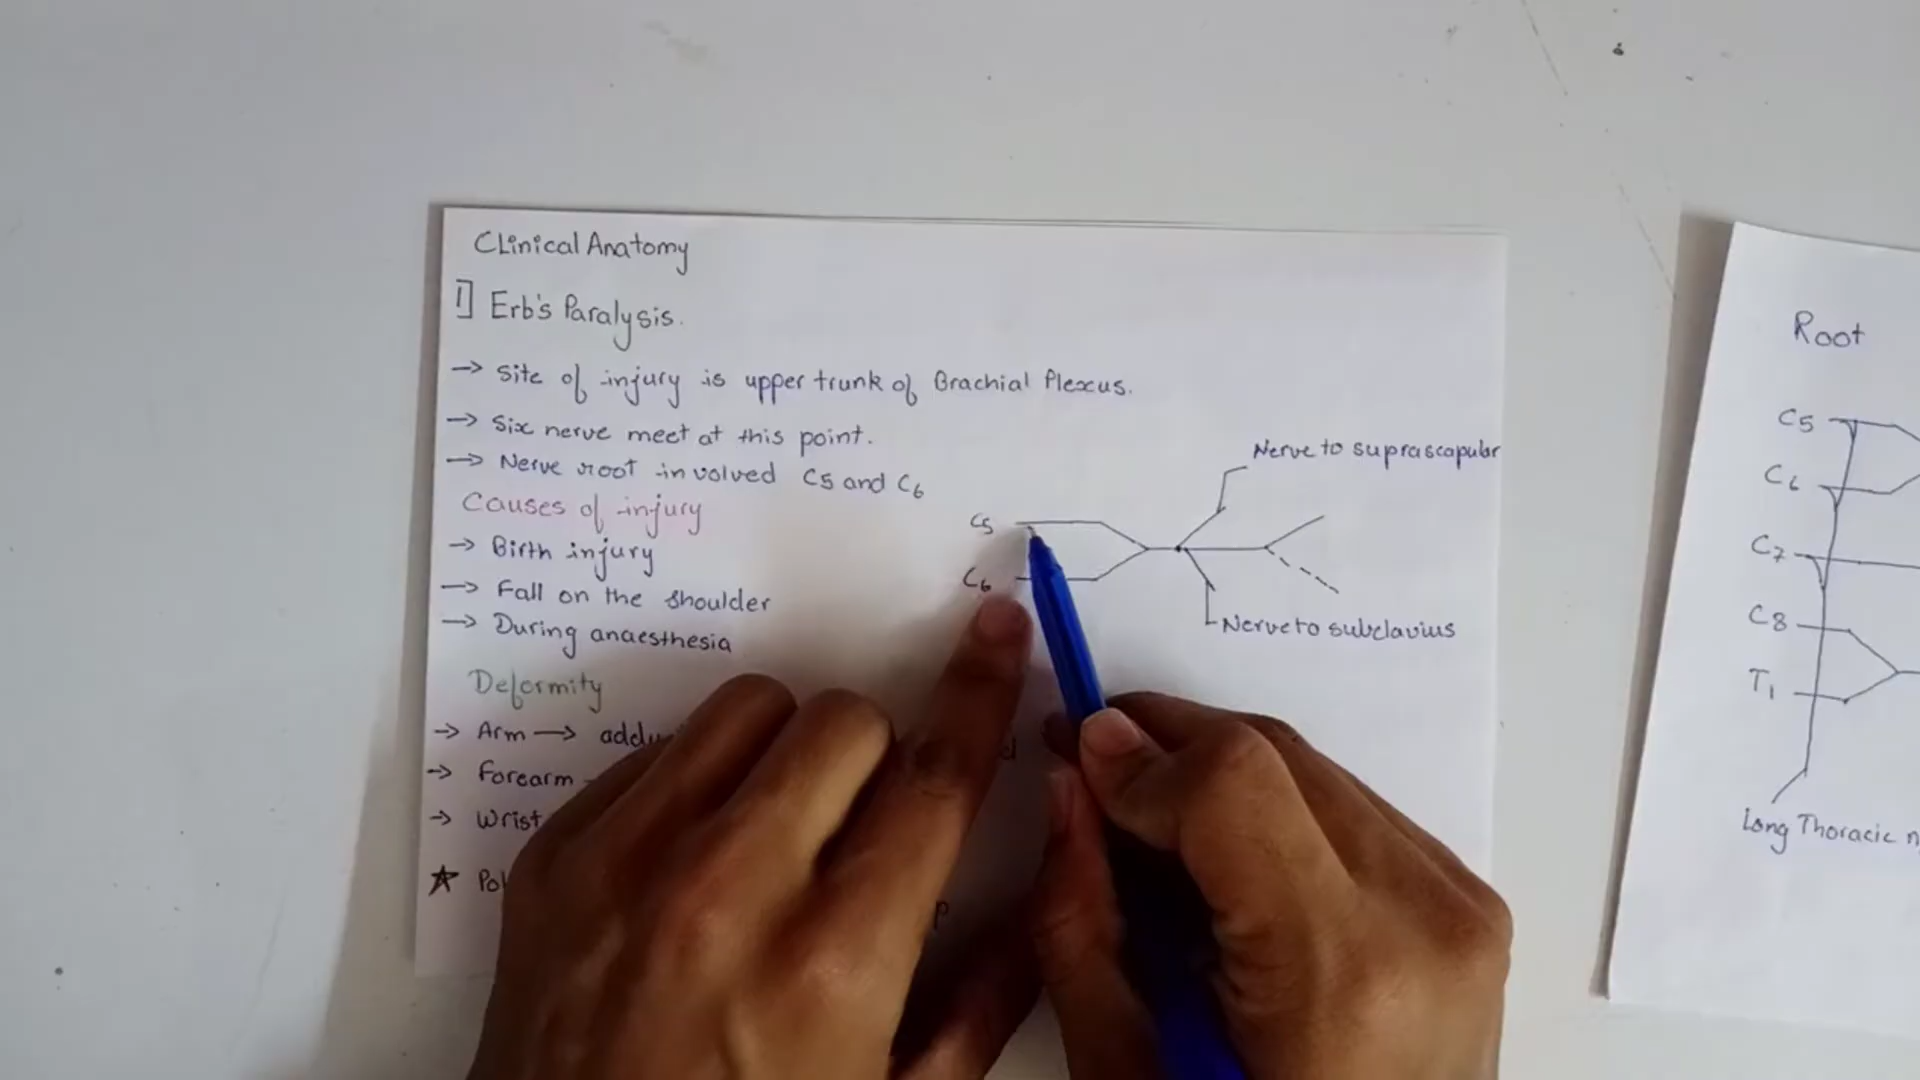 CLinical Anatomy
1] Erb's Paralysis.
→ Site of injury is upper trunk of Brachial Plexus.
→ Six nerve meet at this point.
→ Nerve root involved C5 and C6
Causes of injury
→ Birth injury
→ Fall on the shoulder
→ During anaesthesia
Deformity
→ Arm →
→ Forearm
→ Wrist
Nerve to suprascapular
C5
C6
Nerve to subclavius
Root
C5
C6
C7
C8
T1
Long Thoracic n